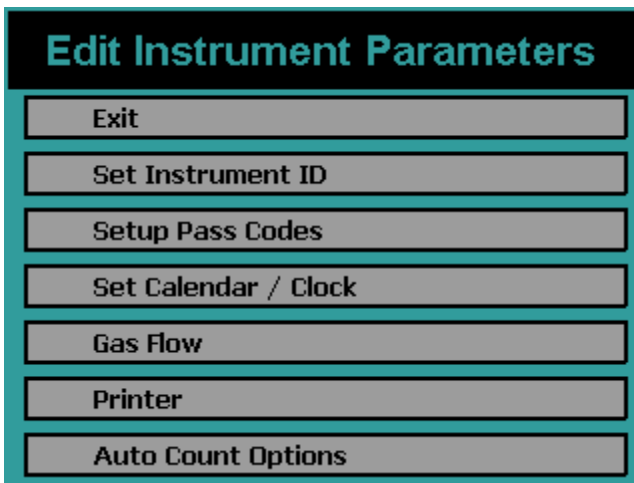 Edit Instrument Parameters
Exit
Set Instrument ID
Setup Pass Codes
Set Calendar / Clock
Gas Flow
Printer
Auto Count Options